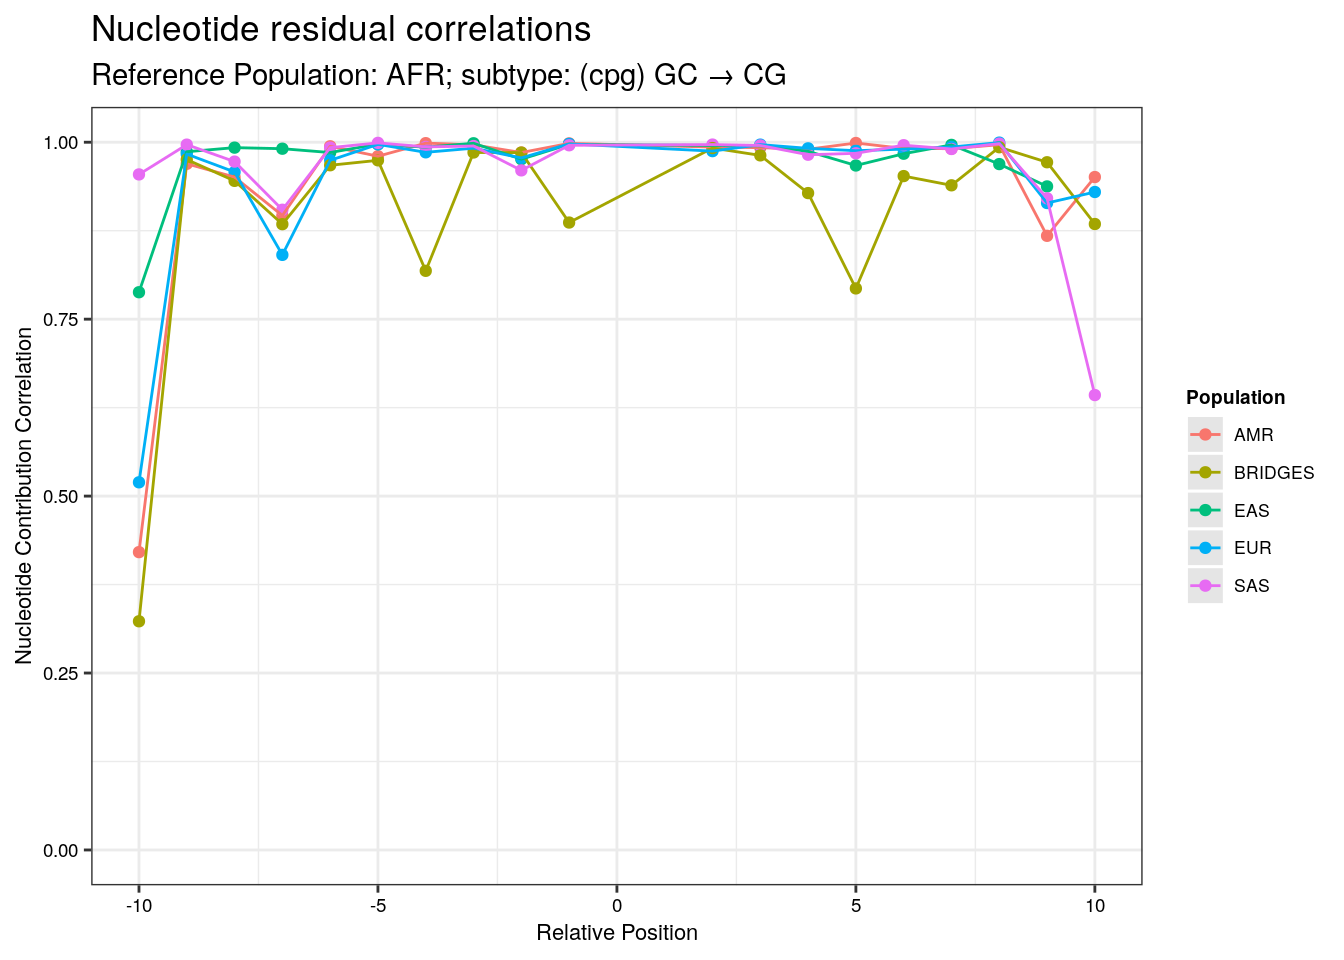 Nucleotide residual correlations
Reference Population: AFR; subtype: (cpg) GC → CG
Nucleotide Contribution Correlation
1.00
0.75
0.50
0.25
0.00
-10
-5
0
5
10
Relative Position
Population
AMR
BRIDGES
EAS
EUR
SAS